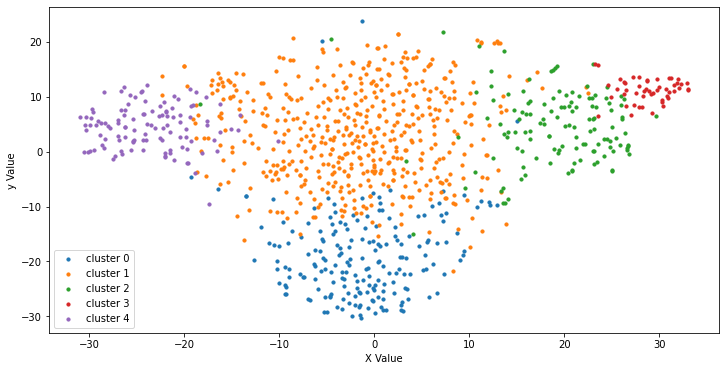 20
10
0
−10
−20
−30
y Value
cluster 0
cluster 1
cluster 2
cluster 3
cluster 4
−30 −20 −10 0 10 20 30
X Value